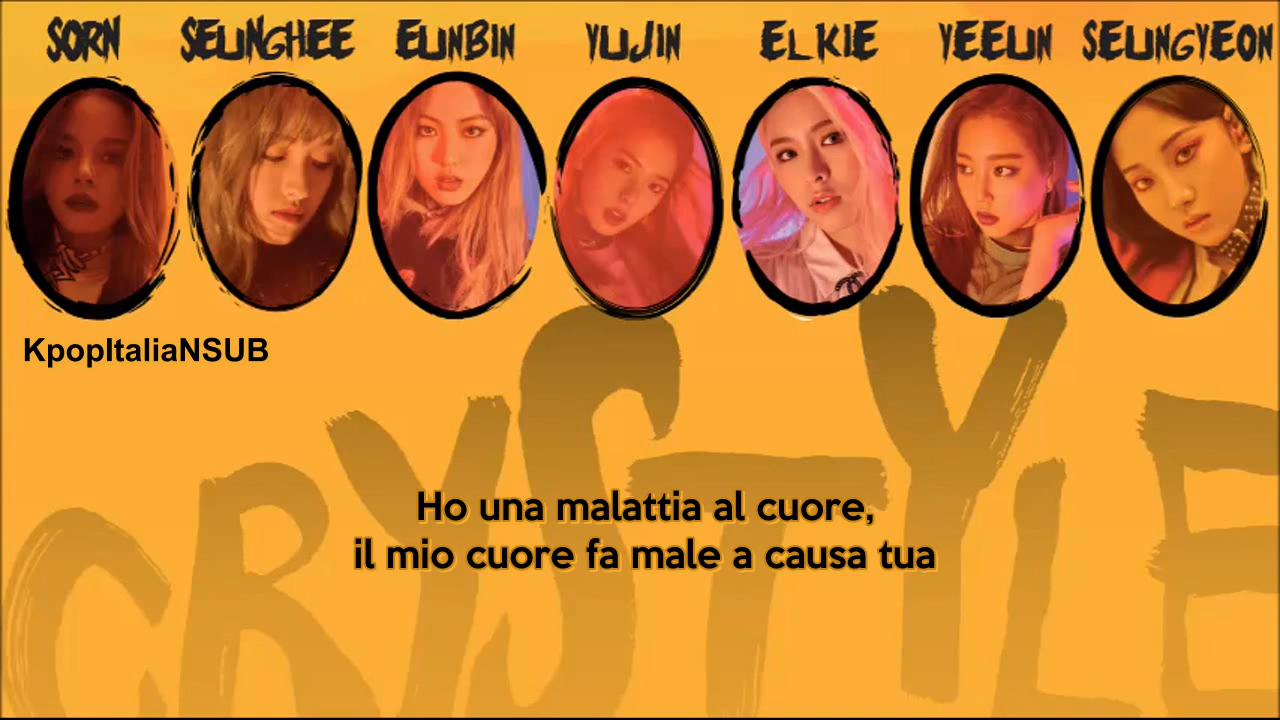 SORN SEUNGHEE EUNBIN YUJIN ELKIE YEEUN SEUNGYEON
KpopItaliaNSUB
CRYSTYLE
Ho una malattia al cuore,
il mio cuore fa male a causa tua